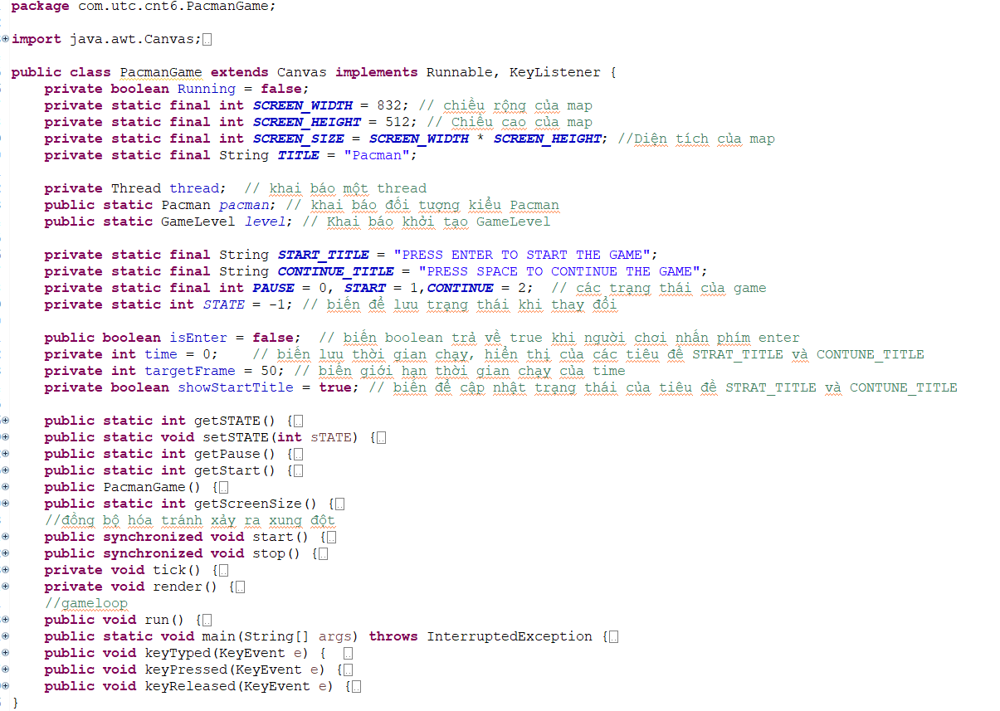 package com.utc.cnt6.PacmanGame;
import java.awt.Canvas;
public class PacmanGame extends Canvas implements Runnable, KeyListener {
private boolean Running = false;
private static final int SCREEN_WIDTH = 832; // chiều rộng của map
private static final int SCREEN_HEIGHT = 512; // Chiều cao của map
private static final int SCREEN_SIZE = SCREEN_WIDTH * SCREEN_HEIGHT; //Diện tích của map
private static final String TITLE = "Pacman";
private Thread thread; // khai báo một thread
public static Pacman pacman; // khai báo đối tượng kiểu Pacman
public static GameLevel level; // Khai báo khởi tạo GameLevel
private static final String START_TITLE = "PRESS ENTER TO START THE GAME";
private static final String CONTINUE_TITLE = "PRESS SPACE TO CONTINUE THE GAME";
private static final int PAUSE = 0, START = 1,CONTINUE = 2; // các trạng thái của game
private static int STATE = -1; // biến để lưu trạng thái khi thay đổi
public boolean isEnter = false; // biến boolean trả về true khi người chơi nhấn phím enter
private int time = 0; // biến lưu thời gian chạy, hiển thị của các tiêu đề STRAT_TITLE và CONTUNE_TITLE
private int targetFrame = 50; // biến giới hạn thời gian chạy của time
private boolean showStartTitle = true; // biến để cập nhật trạng thái của tiêu đề STRAT_TITLE và CONTUNE_TITLE
public static int getSTATE() {
public static void setSTATE(int sTATE) {
public static int getPause() {
public static int getStart() {
public PacmanGame() {
public static int getScreenSize() {
//đồng bộ hóa tránh xảy ra xung đột
public synchronized void start() {
public synchronized void stop() {
private void tick() {
private void render() {
//gameloop
public void run() {
public static void main(String[] args) throws InterruptedException {
public void keyTyped(KeyEvent e) {
public void keyPressed(KeyEvent e) {
public void keyReleased(KeyEvent e) {
}